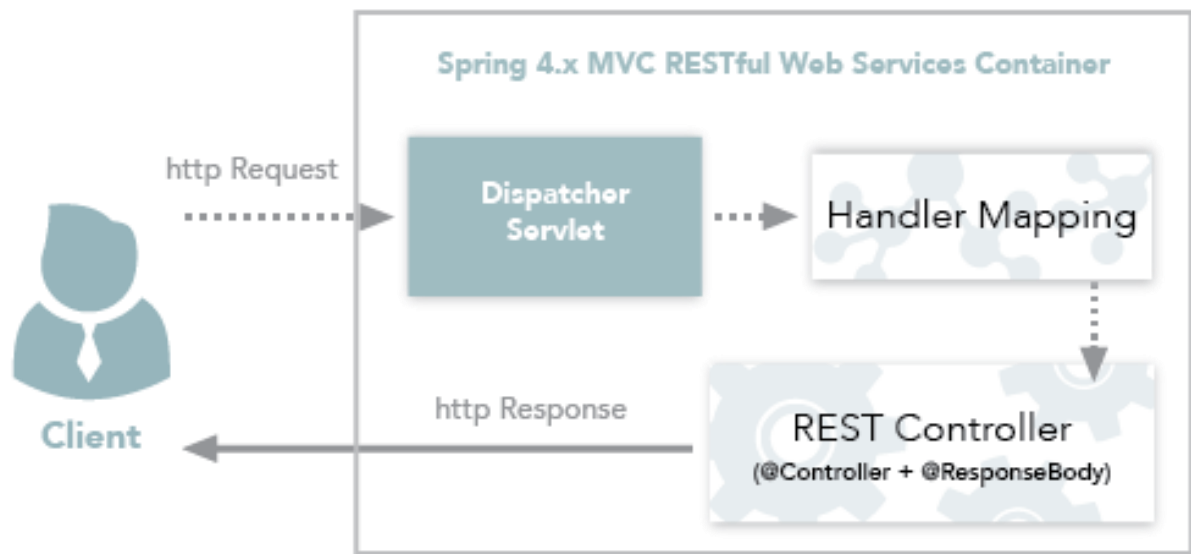 Spring 4.x MVC RESTful Web Services Container
http Request
Dispatcher
Servlet
Handler Mapping
Client
http Response
REST Controller
(@Controller + @ResponseBody)